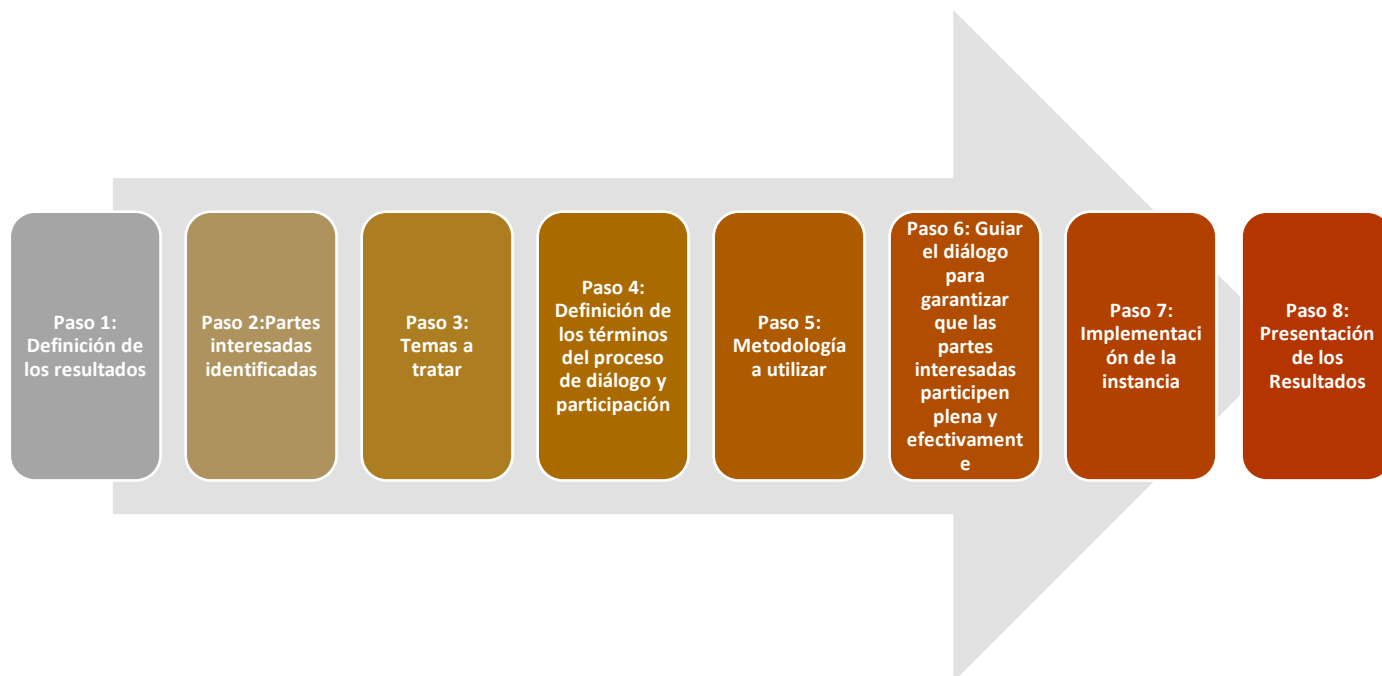 Paso 1:
Definición de
los resultados
Paso 2:Partes
interesadas
identificadas
Paso 3:
Temas a
tratar
Paso 4:
Definición de
los términos
del proceso
de diálogo y
participación
Paso 5:
Metodología
a utilizar
Paso 6: Guiar
el diálogo
para
garantizar
que las
partes
interesadas
participen
plena y
efectivament
e
Paso 7:
Implementaci
ón de la
instancia
Paso 8:
Presentación
de los
Resultados